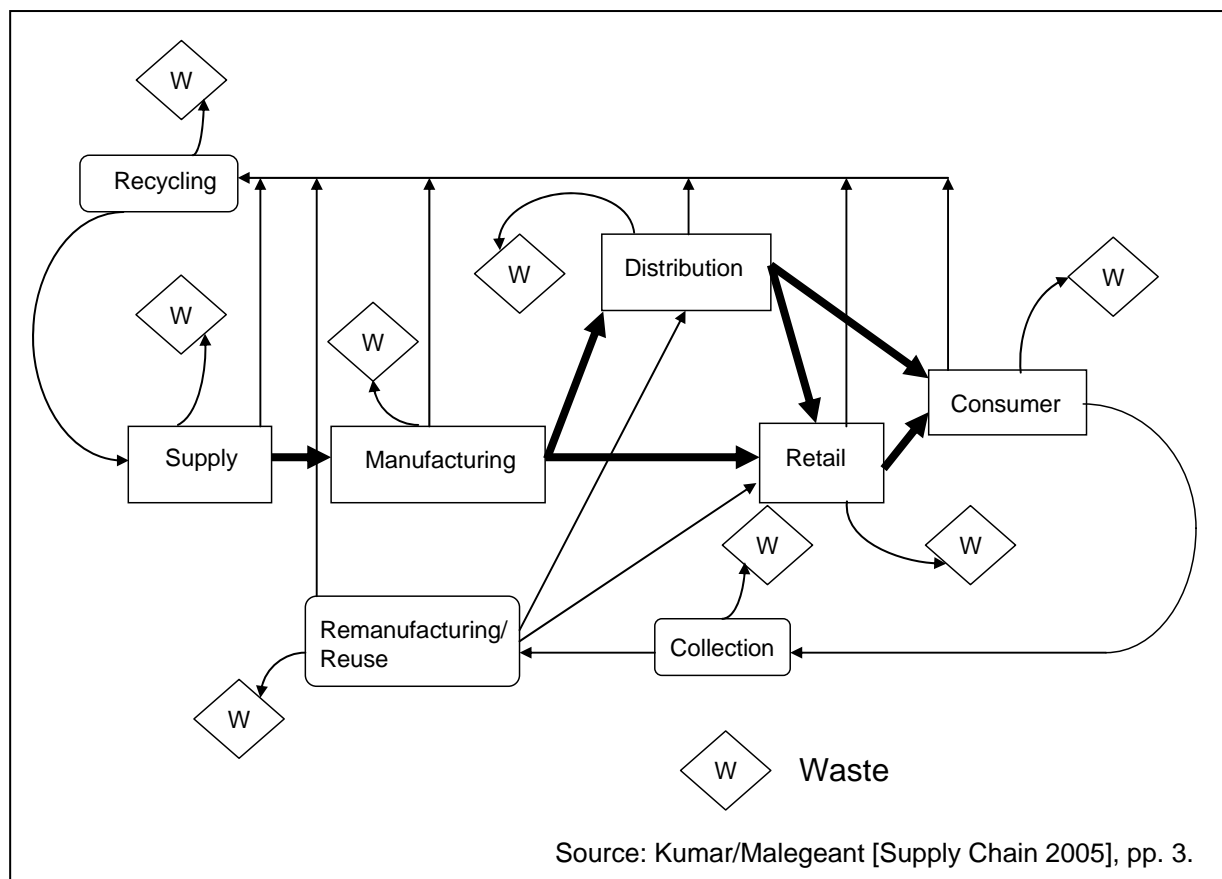 W
Recycling
W
Distribution
W
W
W
Consumer
Supply
Manufacturing
Retail
W
W
Remanufacturing/
Reuse
Collection
W
W
Waste
Source: Kumar/Malegeant [Supply Chain 2005], pp. 3.